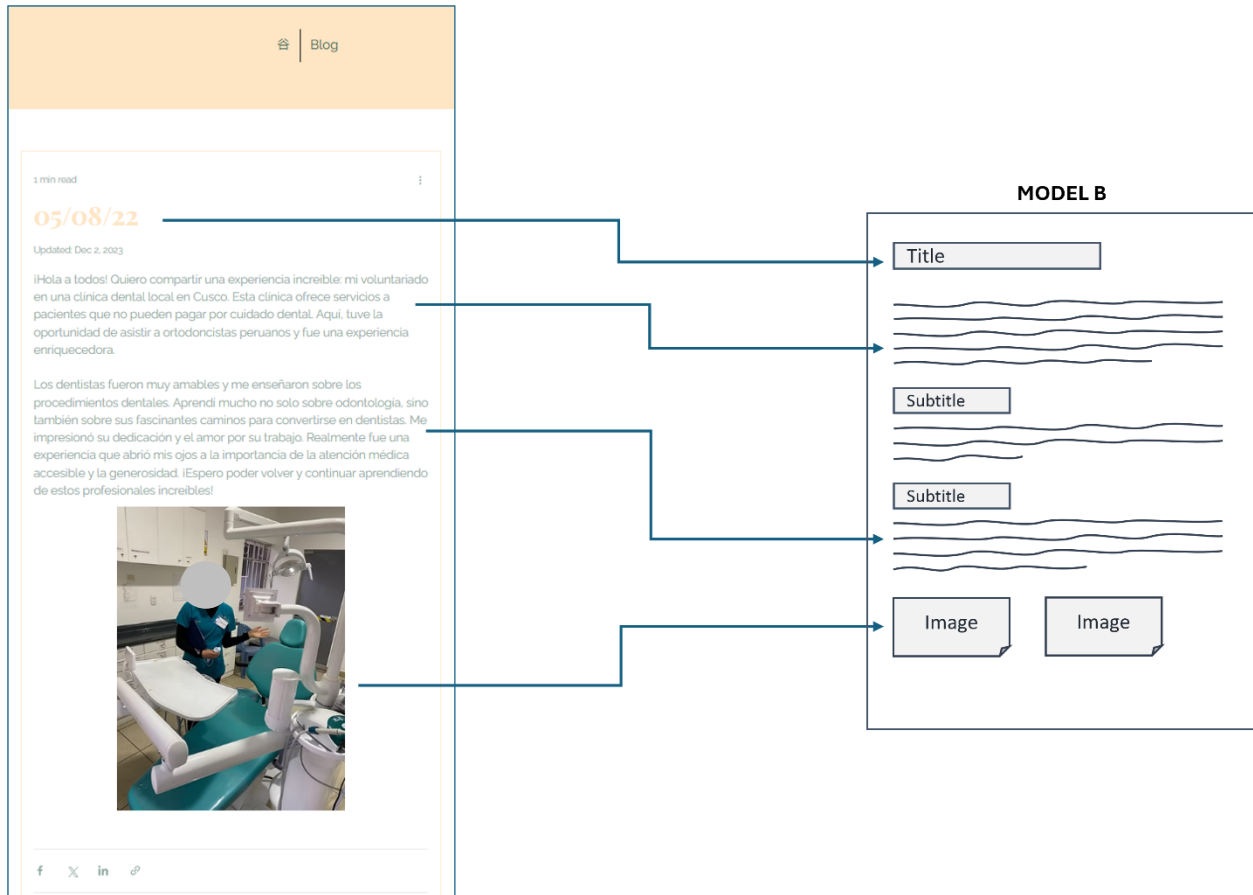 谷 Blog
1 min read
05/08/22
Updated: Dec 2, 2023
¡Hola a todos! Quiero compartir una experiencia increíble: mi voluntariado
en una clínica dental local en Cusco. Esta clínica ofrece servicios a
pacientes que no pueden pagar por cuidado dental. Aquí, tuve la
oportunidad de asistir a ortodoncistas peruanos y fue una experiencia
enriquecedora.
Los dentistas fueron muy amables y me enseñaron sobre los
procedimientos dentales. Aprendí mucho no solo sobre odontología, sino
también sobre sus fascinantes caminos para convertirse en dentistas. Me
impresionó su dedicación y el amor por su trabajo. Realmente fue una
experiencia que abrió mis ojos a la importancia de la atención médica
accesible y la generosidad. ¡Espero poder volver y continuar aprendiendo
de estos profesionales increíbles!
f X in
MODEL B
Title
Subtitle
Subtitle
Image
Image